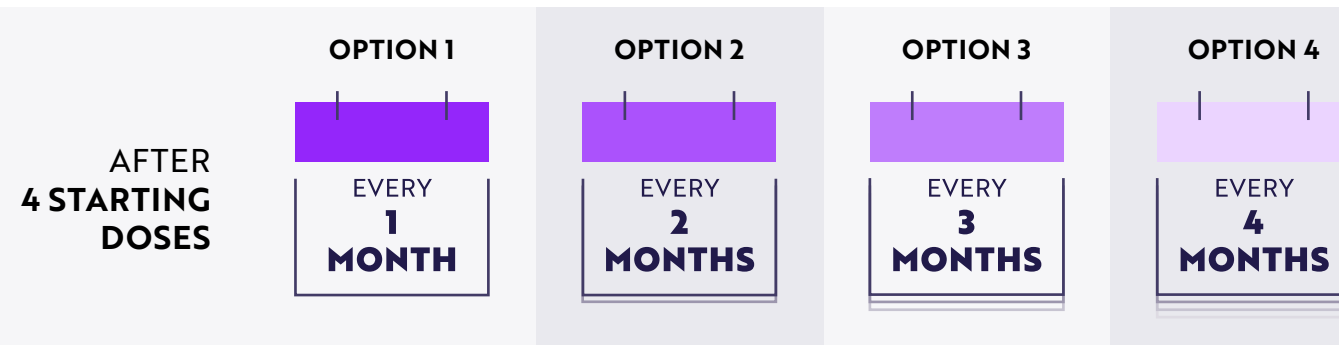 AFTER
4 STARTING
DOSES
OPTION 1
EVERY
1
MONTH
OPTION 2
EVERY
2
MONTHS
OPTION 3
EVERY
3
MONTHS
OPTION 4
EVERY
4
MONTHS